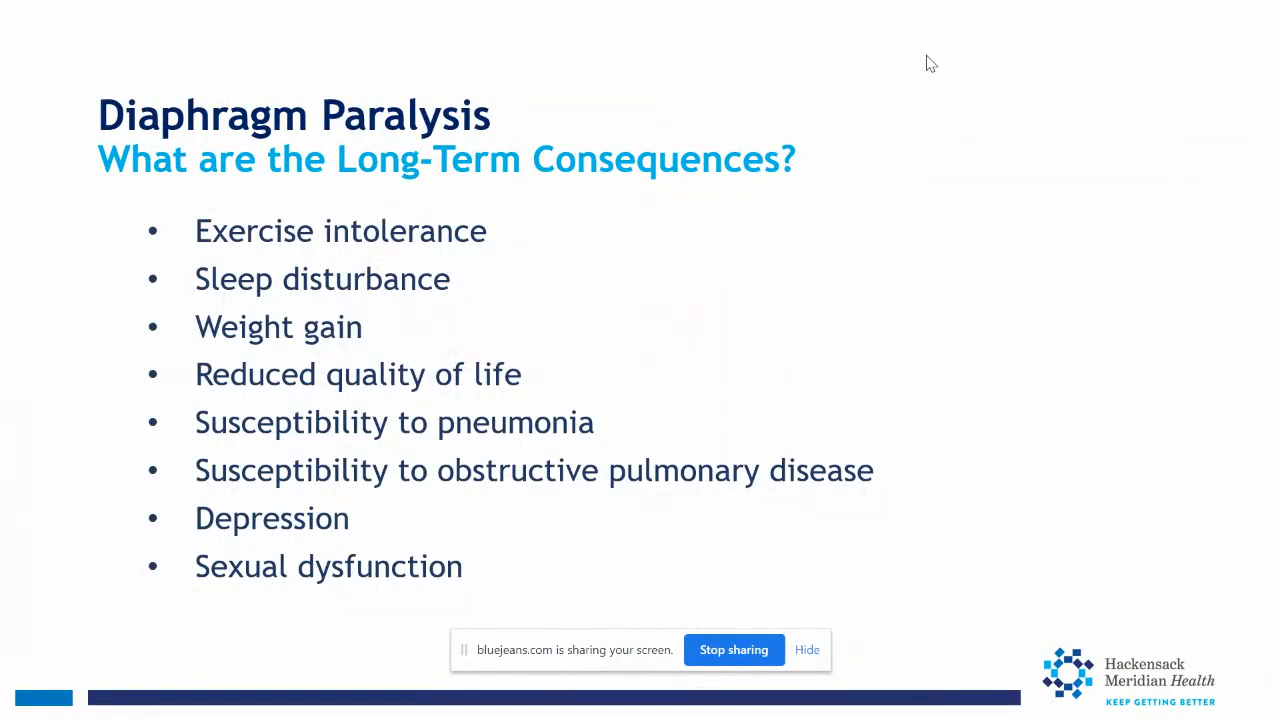 Diaphragm Paralysis
What are the Long-Term Consequences?
• Exercise intolerance
• Sleep disturbance
• Weight gain
• Reduced quality of life
• Susceptibility to pneumonia
• Susceptibility to obstructive pulmonary disease
• Depression
• Sexual dysfunction
bluejeans.com is sharing your screen. Stop sharing Hide
Hackensack
Meridian Health
KEEP GETTING BETTER